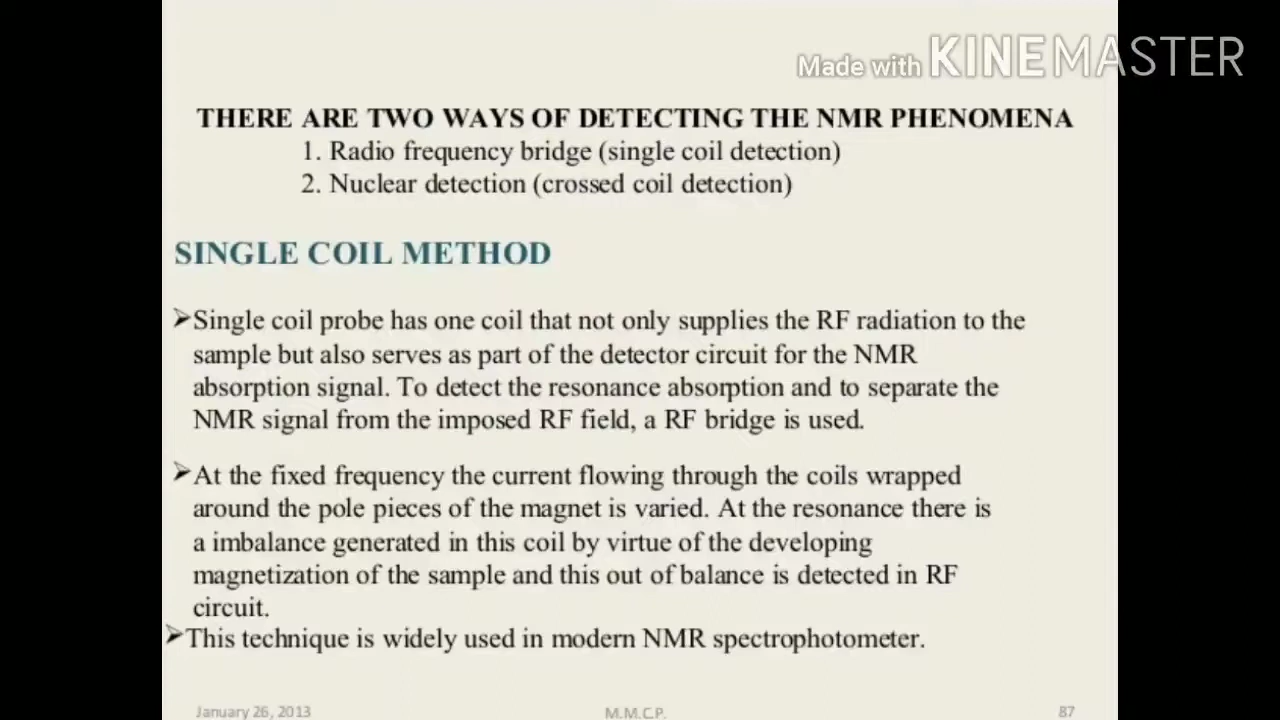 Made with KINEMASTER
THERE ARE TWO WAYS OF DETECTING THE NMR PHENOMENA
1. Radio frequency bridge (single coil detection)
2. Nuclear detection (crossed coil detection)
SINGLE COIL METHOD
➢Single coil probe has one coil that not only supplies the RF radiation to the
sample but also serves as part of the detector circuit for the NMR
absorption signal. To detect the resonance absorption and to separate the
NMR signal from the imposed RF field, a RF bridge is used.
➢At the fixed frequency the current flowing through the coils wrapped
around the pole pieces of the magnet is varied. At the resonance there is
a imbalance generated in this coil by virtue of the developing
magnetization of the sample and this out of balance is detected in RF
circuit.
➢This technique is widely used in modern NMR spectrophotometer.
January 26, 2013 M.M.C.P. 87